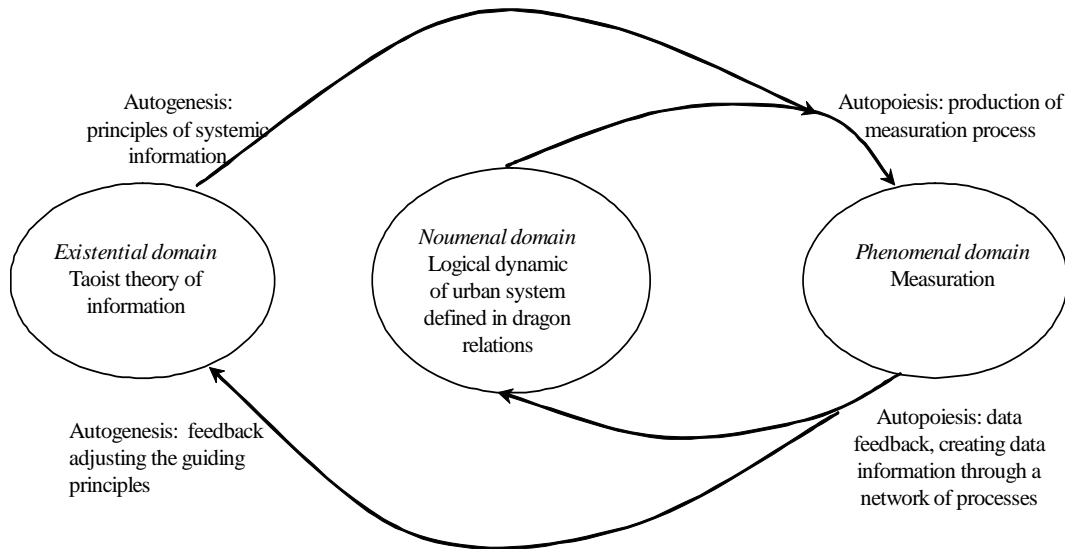 Autogenesis:
principles of systemic
information
Autopoiesis: production of
measuration process
Existential domain
Taoist theory of
information
Noumenal domain
Logical dynamic
of urban system
defined in dragon
relations
Phenomenal domain
Measuration
Autogenesis: feedback
adjusting the guiding
principles
Autopoiesis: data
feedback, creating data
information through a
network of processes